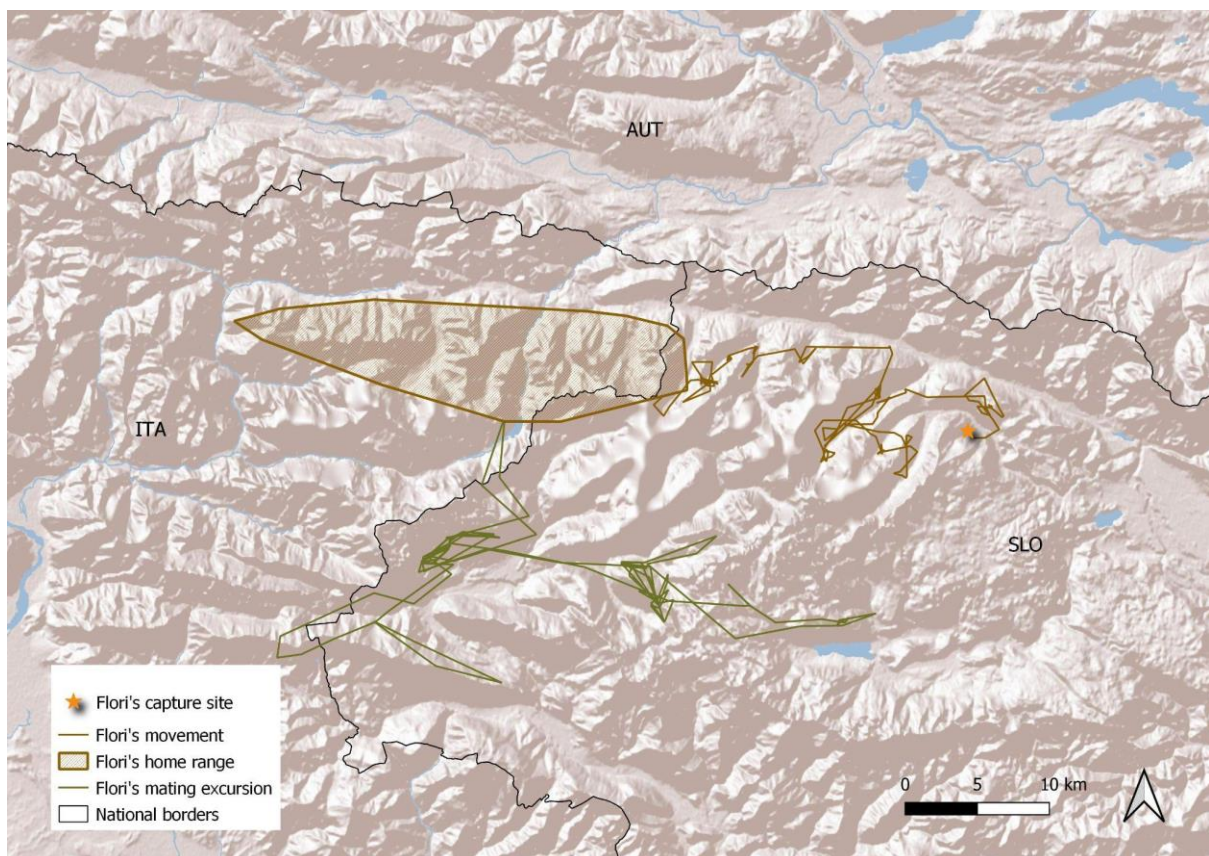 AUT
ITA
SLO
Flori's capture site
Flori's movement
Flori's home range
Flori's mating excursion
National borders
0 5 10 km